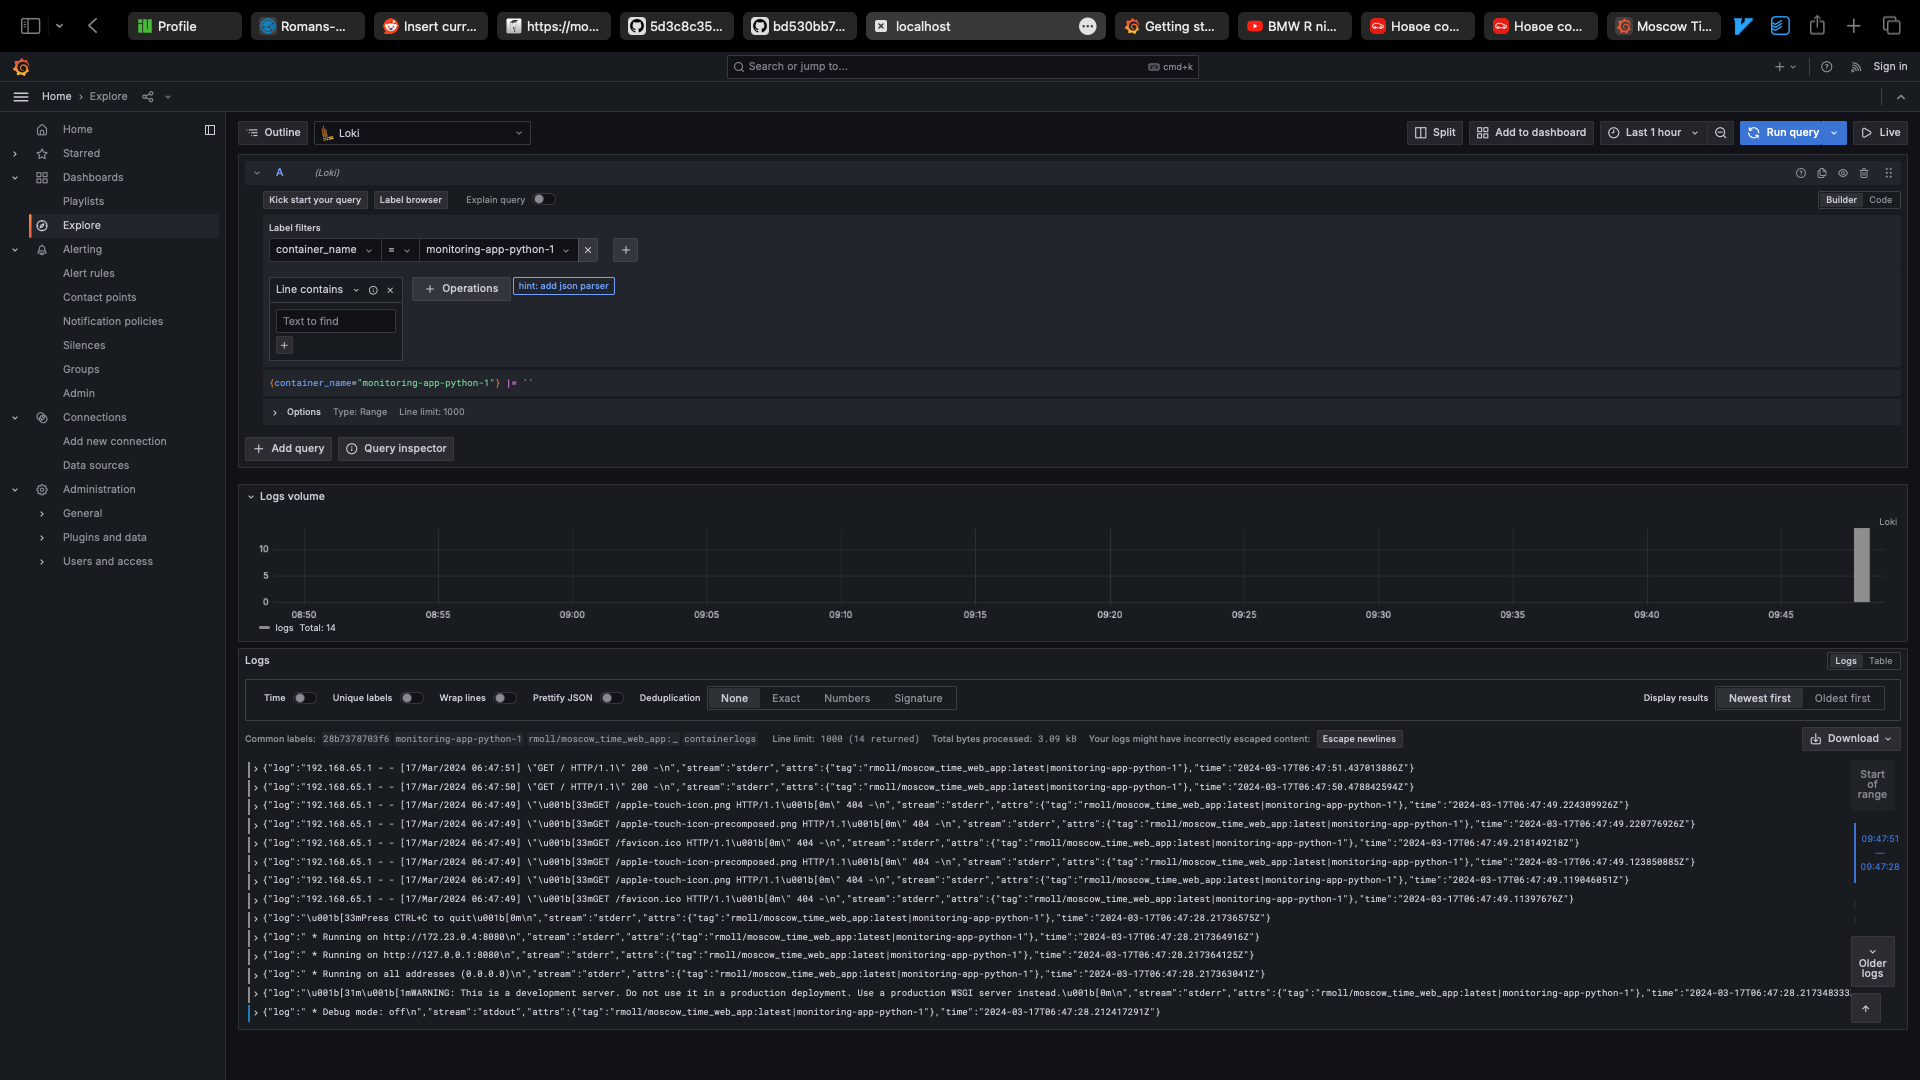 Profile
Romans-...
Insert curr...
https://mo...
5d3c8c35...
bd530bb7...
localhost
Getting st...
BMW R ni...
Новое со...
Новое со...
Moscow Ti...
Search or jump to...
cmd+k
Sign in
Home › Explore
Home
Starred
Dashboards
Playlists
Explore
Alerting
Alert rules
Contact points
Notification policies
Silences
Groups
Admin
Connections
Add new connection
Data sources
Administration
General
Plugins and data
Users and access
Outline
Loki
Split
Add to dashboard
Last 1 hour
Run query
Live
A (Loki)
Kick start your query
Label browser
Explain query
Builder
Code
Label filters
container_name = monitoring-app-python-1
Line contains
Operations
hint: add json parser
Text to find
{container_name="monitoring-app-python-1"} |= ``
Options Type: Range Line limit: 1000
Add query
Query inspector
Logs volume
Loki
10
5
0
08:50 08:55 09:00 09:05 09:10 09:15 09:20 09:25 09:30 09:35 09:40 09:45
logs Total: 14
Logs
Logs
Table
Time
Unique labels
Wrap lines
Prettify JSON
Deduplication
None
Exact
Numbers
Signature
Display results
Newest first
Oldest first
Common labels: 28b7378703f6 monitoring-app-python-1 rmoll/moscow_time_web_app:… containerlogs Line limit: 1000 (14 returned) Total bytes processed: 3.09 kB Your logs might have incorrectly escaped content: Escape newlines
Download
{"log":"192.168.65.1 - - [17/Mar/2024 06:47:51] \"GET / HTTP/1.1\" 200 -\n","stream":"stderr","attrs":{"tag":"rmoll/moscow_time_web_app:latest|monitoring-app-python-1"},"time":"2024-03-17T06:47:51.437013886Z"}
{"log":"192.168.65.1 - - [17/Mar/2024 06:47:50] \"GET / HTTP/1.1\" 200 -\n","stream":"stderr","attrs":{"tag":"rmoll/moscow_time_web_app:latest|monitoring-app-python-1"},"time":"2024-03-17T06:47:50.478842594Z"}
{"log":"192.168.65.1 - - [17/Mar/2024 06:47:49] \"\u001b[33mGET /apple-touch-icon.png HTTP/1.1\u001b[0m\" 404 -\n","stream":"stderr","attrs":{"tag":"rmoll/moscow_time_web_app:latest|monitoring-app-python-1"},"time":"2024-03-17T06:47:49.224309926Z"}
{"log":"192.168.65.1 - - [17/Mar/2024 06:47:49] \"\u001b[33mGET /apple-touch-icon-precomposed.png HTTP/1.1\u001b[0m\" 404 -\n","stream":"stderr","attrs":{"tag":"rmoll/moscow_time_web_app:latest|monitoring-app-python-1"},"time":"2024-03-17T06:47:49.220776926Z"}
{"log":"192.168.65.1 - - [17/Mar/2024 06:47:49] \"\u001b[33mGET /favicon.ico HTTP/1.1\u001b[0m\" 404 -\n","stream":"stderr","attrs":{"tag":"rmoll/moscow_time_web_app:latest|monitoring-app-python-1"},"time":"2024-03-17T06:47:49.218149218Z"}
{"log":"192.168.65.1 - - [17/Mar/2024 06:47:49] \"\u001b[33mGET /apple-touch-icon-precomposed.png HTTP/1.1\u001b[0m\" 404 -\n","stream":"stderr","attrs":{"tag":"rmoll/moscow_time_web_app:latest|monitoring-app-python-1"},"time":"2024-03-17T06:47:49.123850885Z"}
{"log":"192.168.65.1 - - [17/Mar/2024 06:47:49] \"\u001b[33mGET /apple-touch-icon.png HTTP/1.1\u001b[0m\" 404 -\n","stream":"stderr","attrs":{"tag":"rmoll/moscow_time_web_app:latest|monitoring-app-python-1"},"time":"2024-03-17T06:47:49.119046051Z"}
{"log":"192.168.65.1 - - [17/Mar/2024 06:47:49] \"\u001b[33mGET /favicon.ico HTTP/1.1\u001b[0m\" 404 -\n","stream":"stderr","attrs":{"tag":"rmoll/moscow_time_web_app:latest|monitoring-app-python-1"},"time":"2024-03-17T06:47:49.11397676Z"}
{"log":"\u001b[33mPress CTRL+C to quit\u001b[0m\n","stream":"stderr","attrs":{"tag":"rmoll/moscow_time_web_app:latest|monitoring-app-python-1"},"time":"2024-03-17T06:47:28.21736575Z"}
{"log":" * Running on http://172.23.0.4:8080\n","stream":"stderr","attrs":{"tag":"rmoll/moscow_time_web_app:latest|monitoring-app-python-1"},"time":"2024-03-17T06:47:28.217364916Z"}
{"log":" * Running on http://127.0.0.1:8080\n","stream":"stderr","attrs":{"tag":"rmoll/moscow_time_web_app:latest|monitoring-app-python-1"},"time":"2024-03-17T06:47:28.217364125Z"}
{"log":" * Running on all addresses (0.0.0.0)\n","stream":"stderr","attrs":{"tag":"rmoll/moscow_time_web_app:latest|monitoring-app-python-1"},"time":"2024-03-17T06:47:28.217363041Z"}
{"log":"\u001b[31m\u001b[1mWARNING: This is a development server. Do not use it in a production deployment. Use a production WSGI server instead.\u001b[0m\n","stream":"stderr","attrs":{"tag":"rmoll/moscow_time_web_app:latest|monitoring-app-python-1"},"time":"2024-03-17T06:47:28.217348333
{"log":" * Debug mode: off\n","stream":"stdout","attrs":{"tag":"rmoll/moscow_time_web_app:latest|monitoring-app-python-1"},"time":"2024-03-17T06:47:28.212417291Z"}
Start of range
09:47:51
—
09:47:28
Older logs